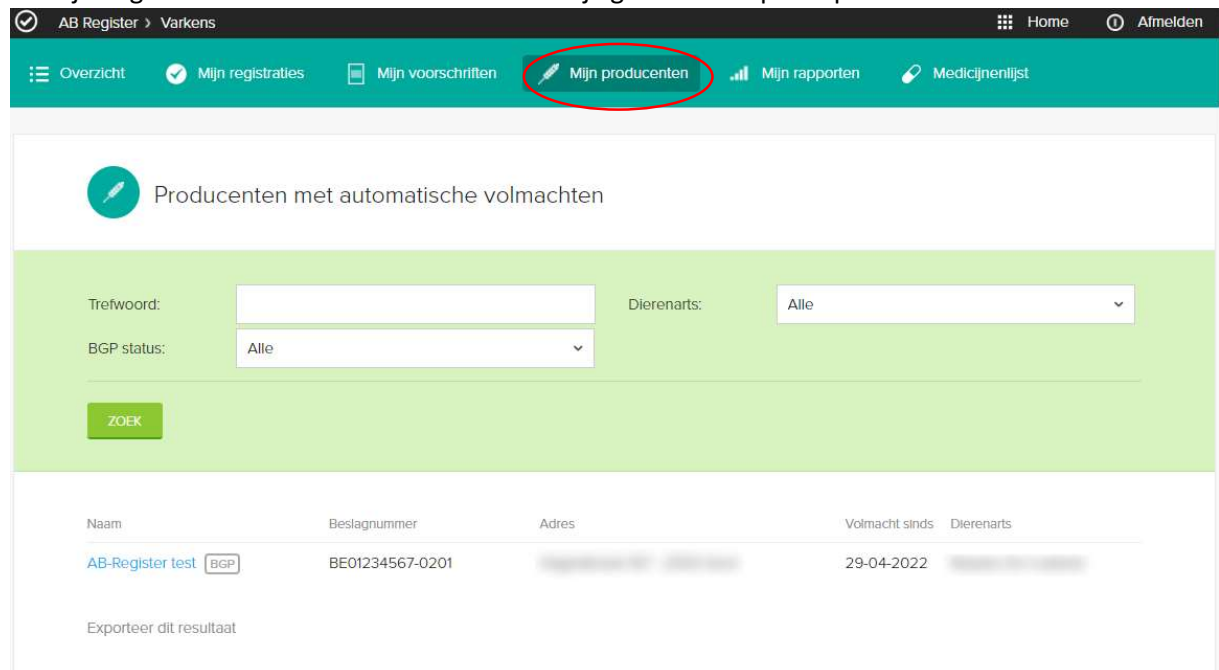 AB Register › Varkens Home Afmelden
Overzicht Mijn registraties Mijn voorschriften Mijn producenten Mijn rapporten Medicijnenlijst
Producenten met automatische volmachten
Trefwoord: Dierenarts: Alle
BGP status: Alle
ZOEK
Naam Beslagnummer Adres Volmacht sinds Dierenarts
AB-Register test BGP BE01234567-0201 29-04-2022
Exporteer dit resultaat